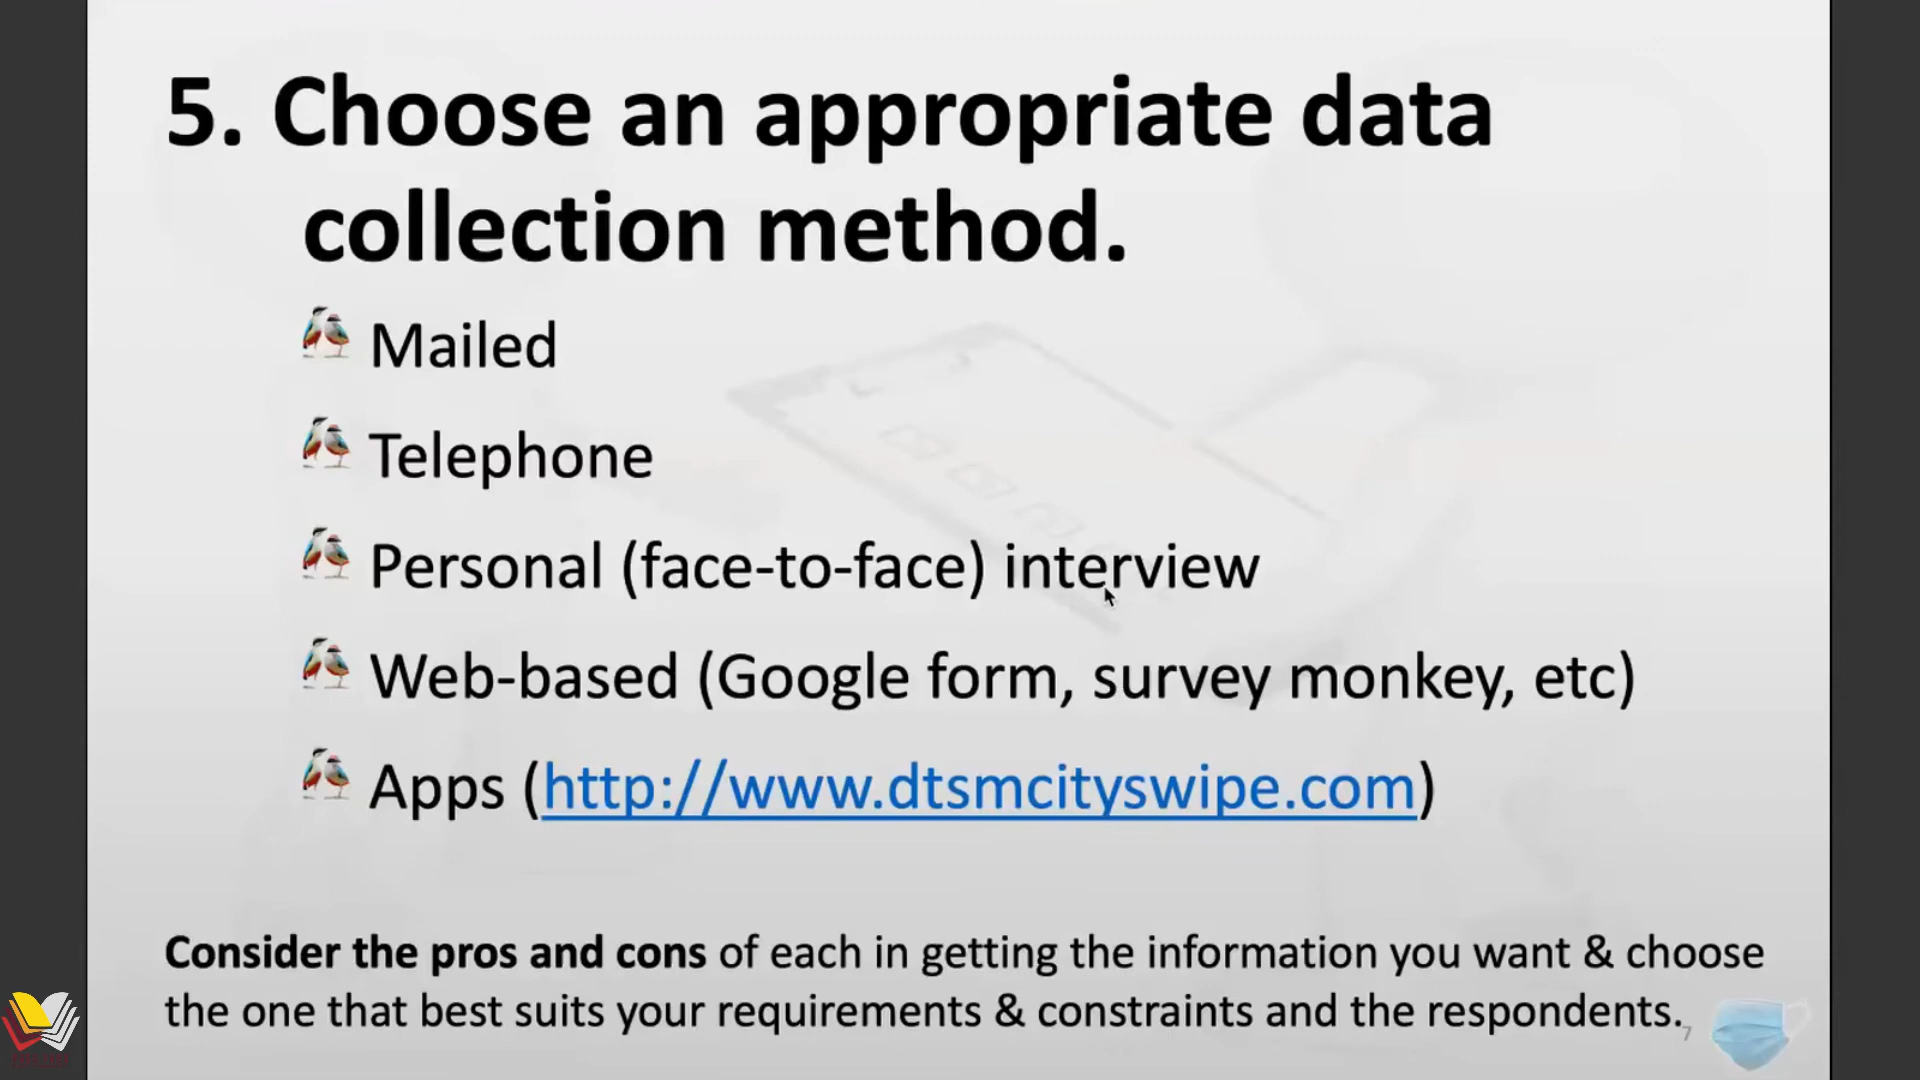 5. Choose an appropriate data
collection method.
Mailed
Telephone
Personal (face-to-face) interview
Web-based (Google form, survey monkey, etc)
Apps (http://www.dtsmcityswipe.com)
Consider the pros and cons of each in getting the information you want & choose
the one that best suits your requirements & constraints and the respondents.
7